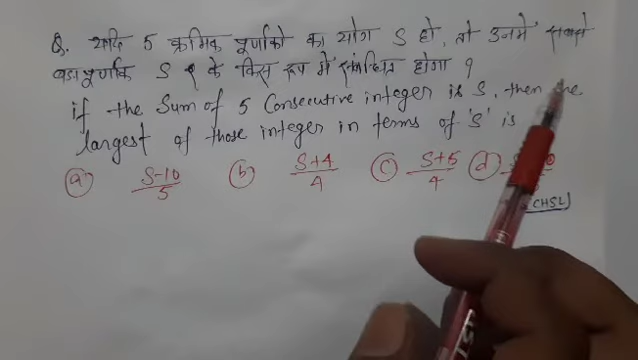 Q. यदि 5 क्रमिक पूर्णाको का योग S हो, तो उनमें सबसे
बडा पूर्णांक S के किस रूप में संबन्धित होगा ?
if the Sum of 5 Consecutive integer is S, then the
largest of those integer in terms of 'S' is
(a) S-10/5 (b) S+4/4 (c) S+5/4 (d)
CHSL]